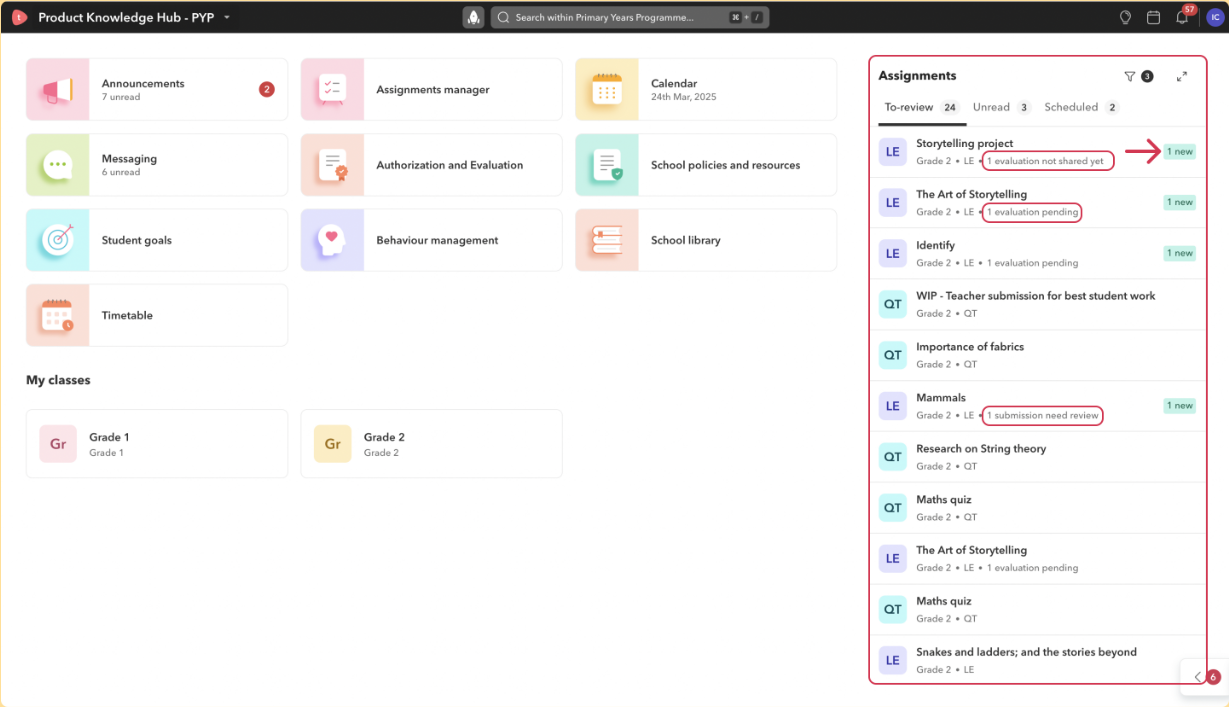 t Product Knowledge Hub - PYP
Search within Primary Years Programme... ⌘ + /
57
IC
Announcements
7 unread
2
Assignments manager
Calendar
24th Mar, 2025
Messaging
6 unread
Authorization and Evaluation
School policies and resources
Student goals
Behaviour management
School library
Timetable
My classes
Gr
Grade 1
Grade 1
Gr
Grade 2
Grade 2
Assignments
3
To-review 24 Unread 3 Scheduled 2
LE
Storytelling project
Grade 2 • LE • 1 evaluation not shared yet
1 new
LE
The Art of Storytelling
Grade 2 • LE • 1 evaluation pending
1 new
LE
Identify
Grade 2 • LE • 1 evaluation pending
1 new
QT
WIP - Teacher submission for best student work
Grade 2 • QT
QT
Importance of fabrics
Grade 2 • QT
LE
Mammals
Grade 2 • LE • 1 submission need review
1 new
QT
Research on String theory
Grade 2 • QT
QT
Maths quiz
Grade 2 • QT
LE
The Art of Storytelling
Grade 2 • LE • 1 evaluation pending
QT
Maths quiz
Grade 2 • QT
LE
Snakes and ladders; and the stories beyond
Grade 2 • LE
6